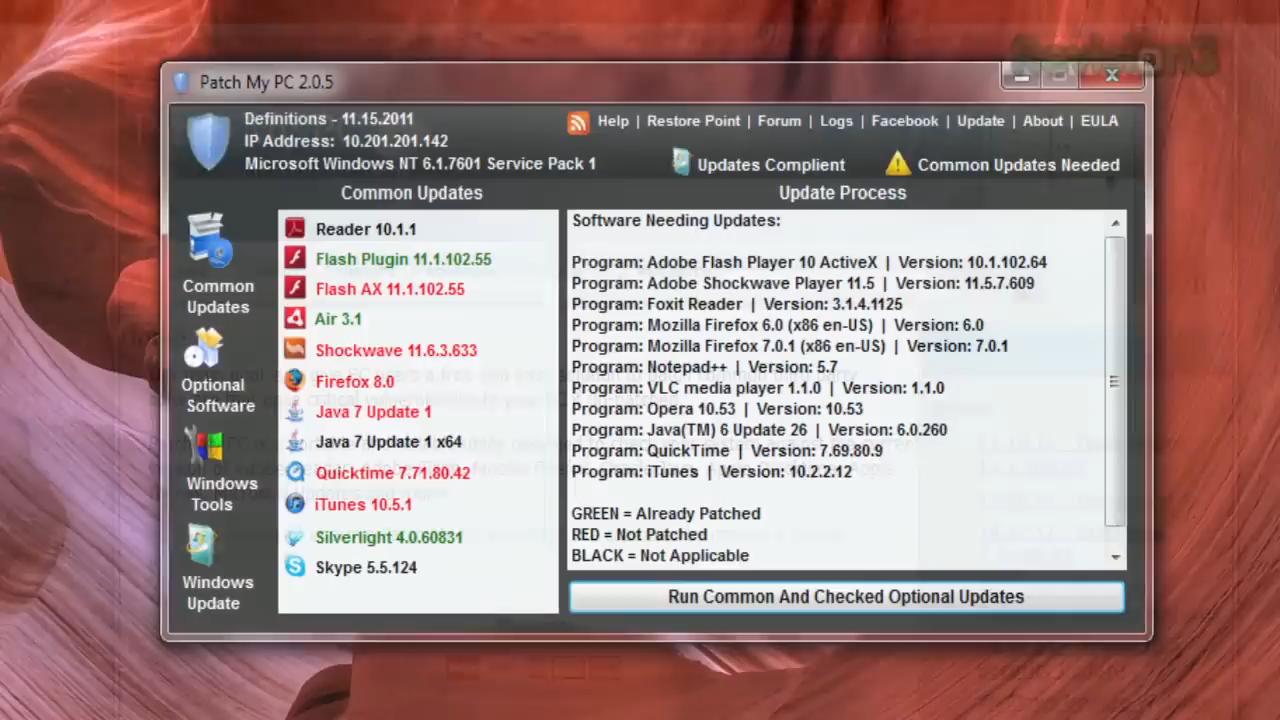 Patch My PC 2.0.5
Definitions - 11.15.2011
IP Address: 10.201.201.142
Microsoft Windows NT 6.1.7601 Service Pack 1
Help | Restore Point | Forum | Logs | Facebook | Update | About | EULA
Updates Complient
Common Updates Needed
Common Updates
Update Process
Common Updates
Optional Software
Windows Tools
Windows Update
Reader 10.1.1
Flash Plugin 11.1.102.55
Flash AX 11.1.102.55
Air 3.1
Shockwave 11.6.3.633
Firefox 8.0
Java 7 Update 1
Java 7 Update 1 x64
Quicktime 7.71.80.42
iTunes 10.5.1
Silverlight 4.0.60831
Skype 5.5.124
Software Needing Updates:
Program: Adobe Flash Player 10 ActiveX | Version: 10.1.102.64
Program: Adobe Shockwave Player 11.5 | Version: 11.5.7.609
Program: Foxit Reader | Version: 3.1.4.1125
Program: Mozilla Firefox 6.0 (x86 en-US) | Version: 6.0
Program: Mozilla Firefox 7.0.1 (x86 en-US) | Version: 7.0.1
Program: Notepad++ | Version: 5.7
Program: VLC media player 1.1.0 | Version: 1.1.0
Program: Opera 10.53 | Version: 10.53
Program: Java(TM) 6 Update 26 | Version: 6.0.260
Program: QuickTime | Version: 7.69.80.9
Program: iTunes | Version: 10.2.2.12
GREEN = Already Patched
RED = Not Patched
BLACK = Not Applicable
Run Common And Checked Optional Updates